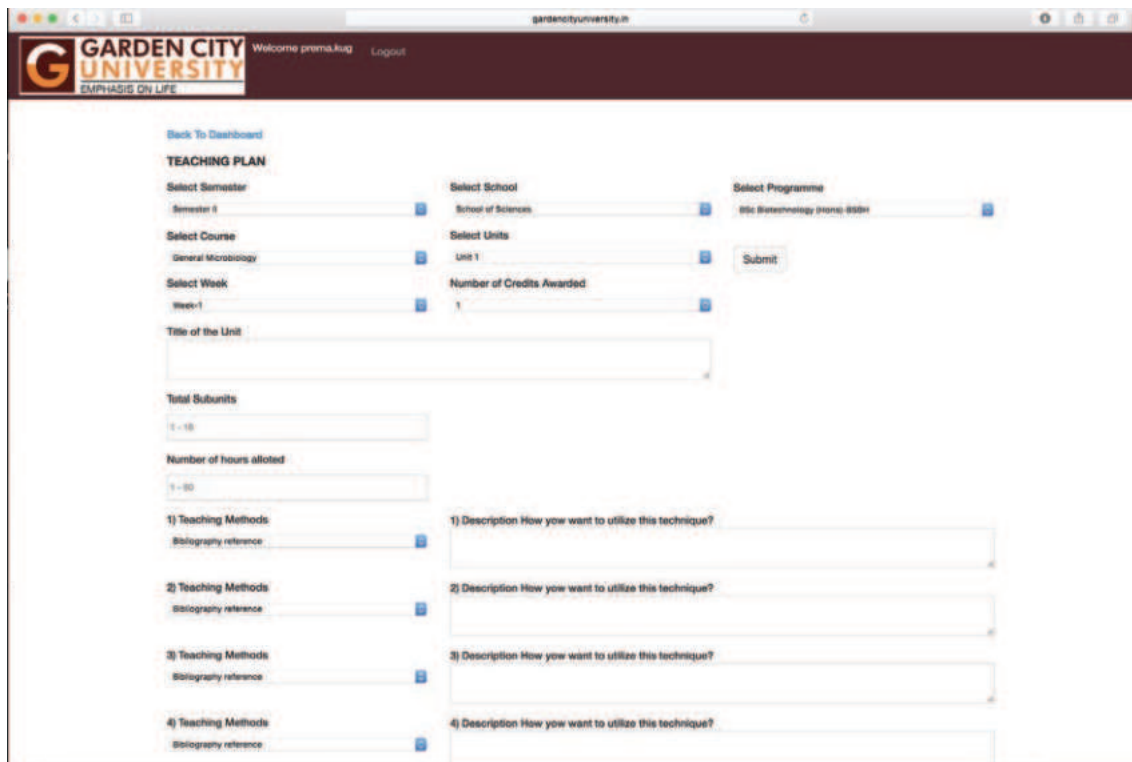 gardencityuniversity.in
GARDEN CITY
UNIVERSITY
EMPHASIS ON LIFE
Welcome prema.kug
Logout
Back To Dashboard
TEACHING PLAN
Select Semester Select School Select Programme
Semester II School of Sciences BSc Biotechnology (Hons)-BSBH
Select Course Select Units
General Microbiology Unit 1 Submit
Select Week Number of Credits Awarded
Week-1 1
Title of the Unit
Total Subunits
1 - 18
Number of hours alloted
1 - 50
1) Teaching Methods 1) Description How yow want to utilize this technique?
Bibliography reference
2) Teaching Methods 2) Description How yow want to utilize this technique?
Bibliography reference
3) Teaching Methods 3) Description How yow want to utilize this technique?
Bibliography reference
4) Teaching Methods 4) Description How yow want to utilize this technique?
Bibliography reference